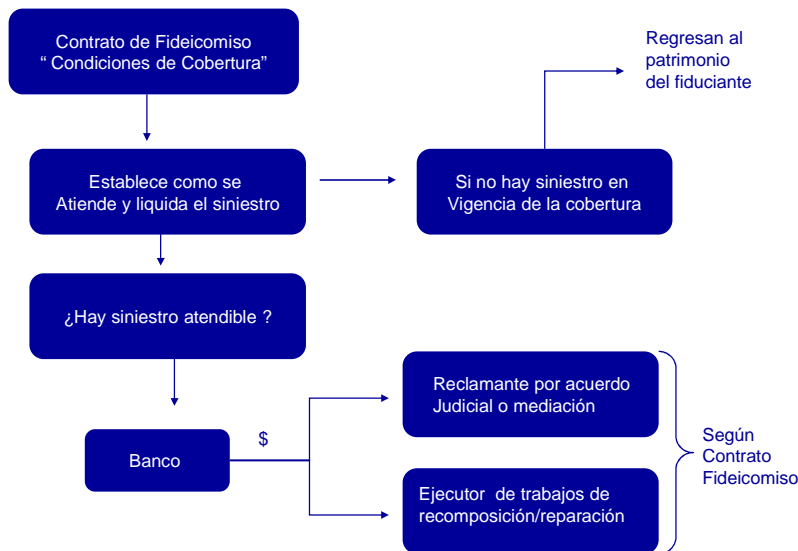 Contrato de Fideicomiso
“ Condiciones de Cobertura”
Regresan al
patrimonio
del fiduciante
Establece como se
Atiende y liquida el siniestro
Si no hay siniestro en
Vigencia de la cobertura
¿Hay siniestro atendible ?
Reclamante por acuerdo
Judicial o mediación
$
Banco
Según
Contrato
Fideicomiso
Ejecutor de trabajos de
recomposición/reparación